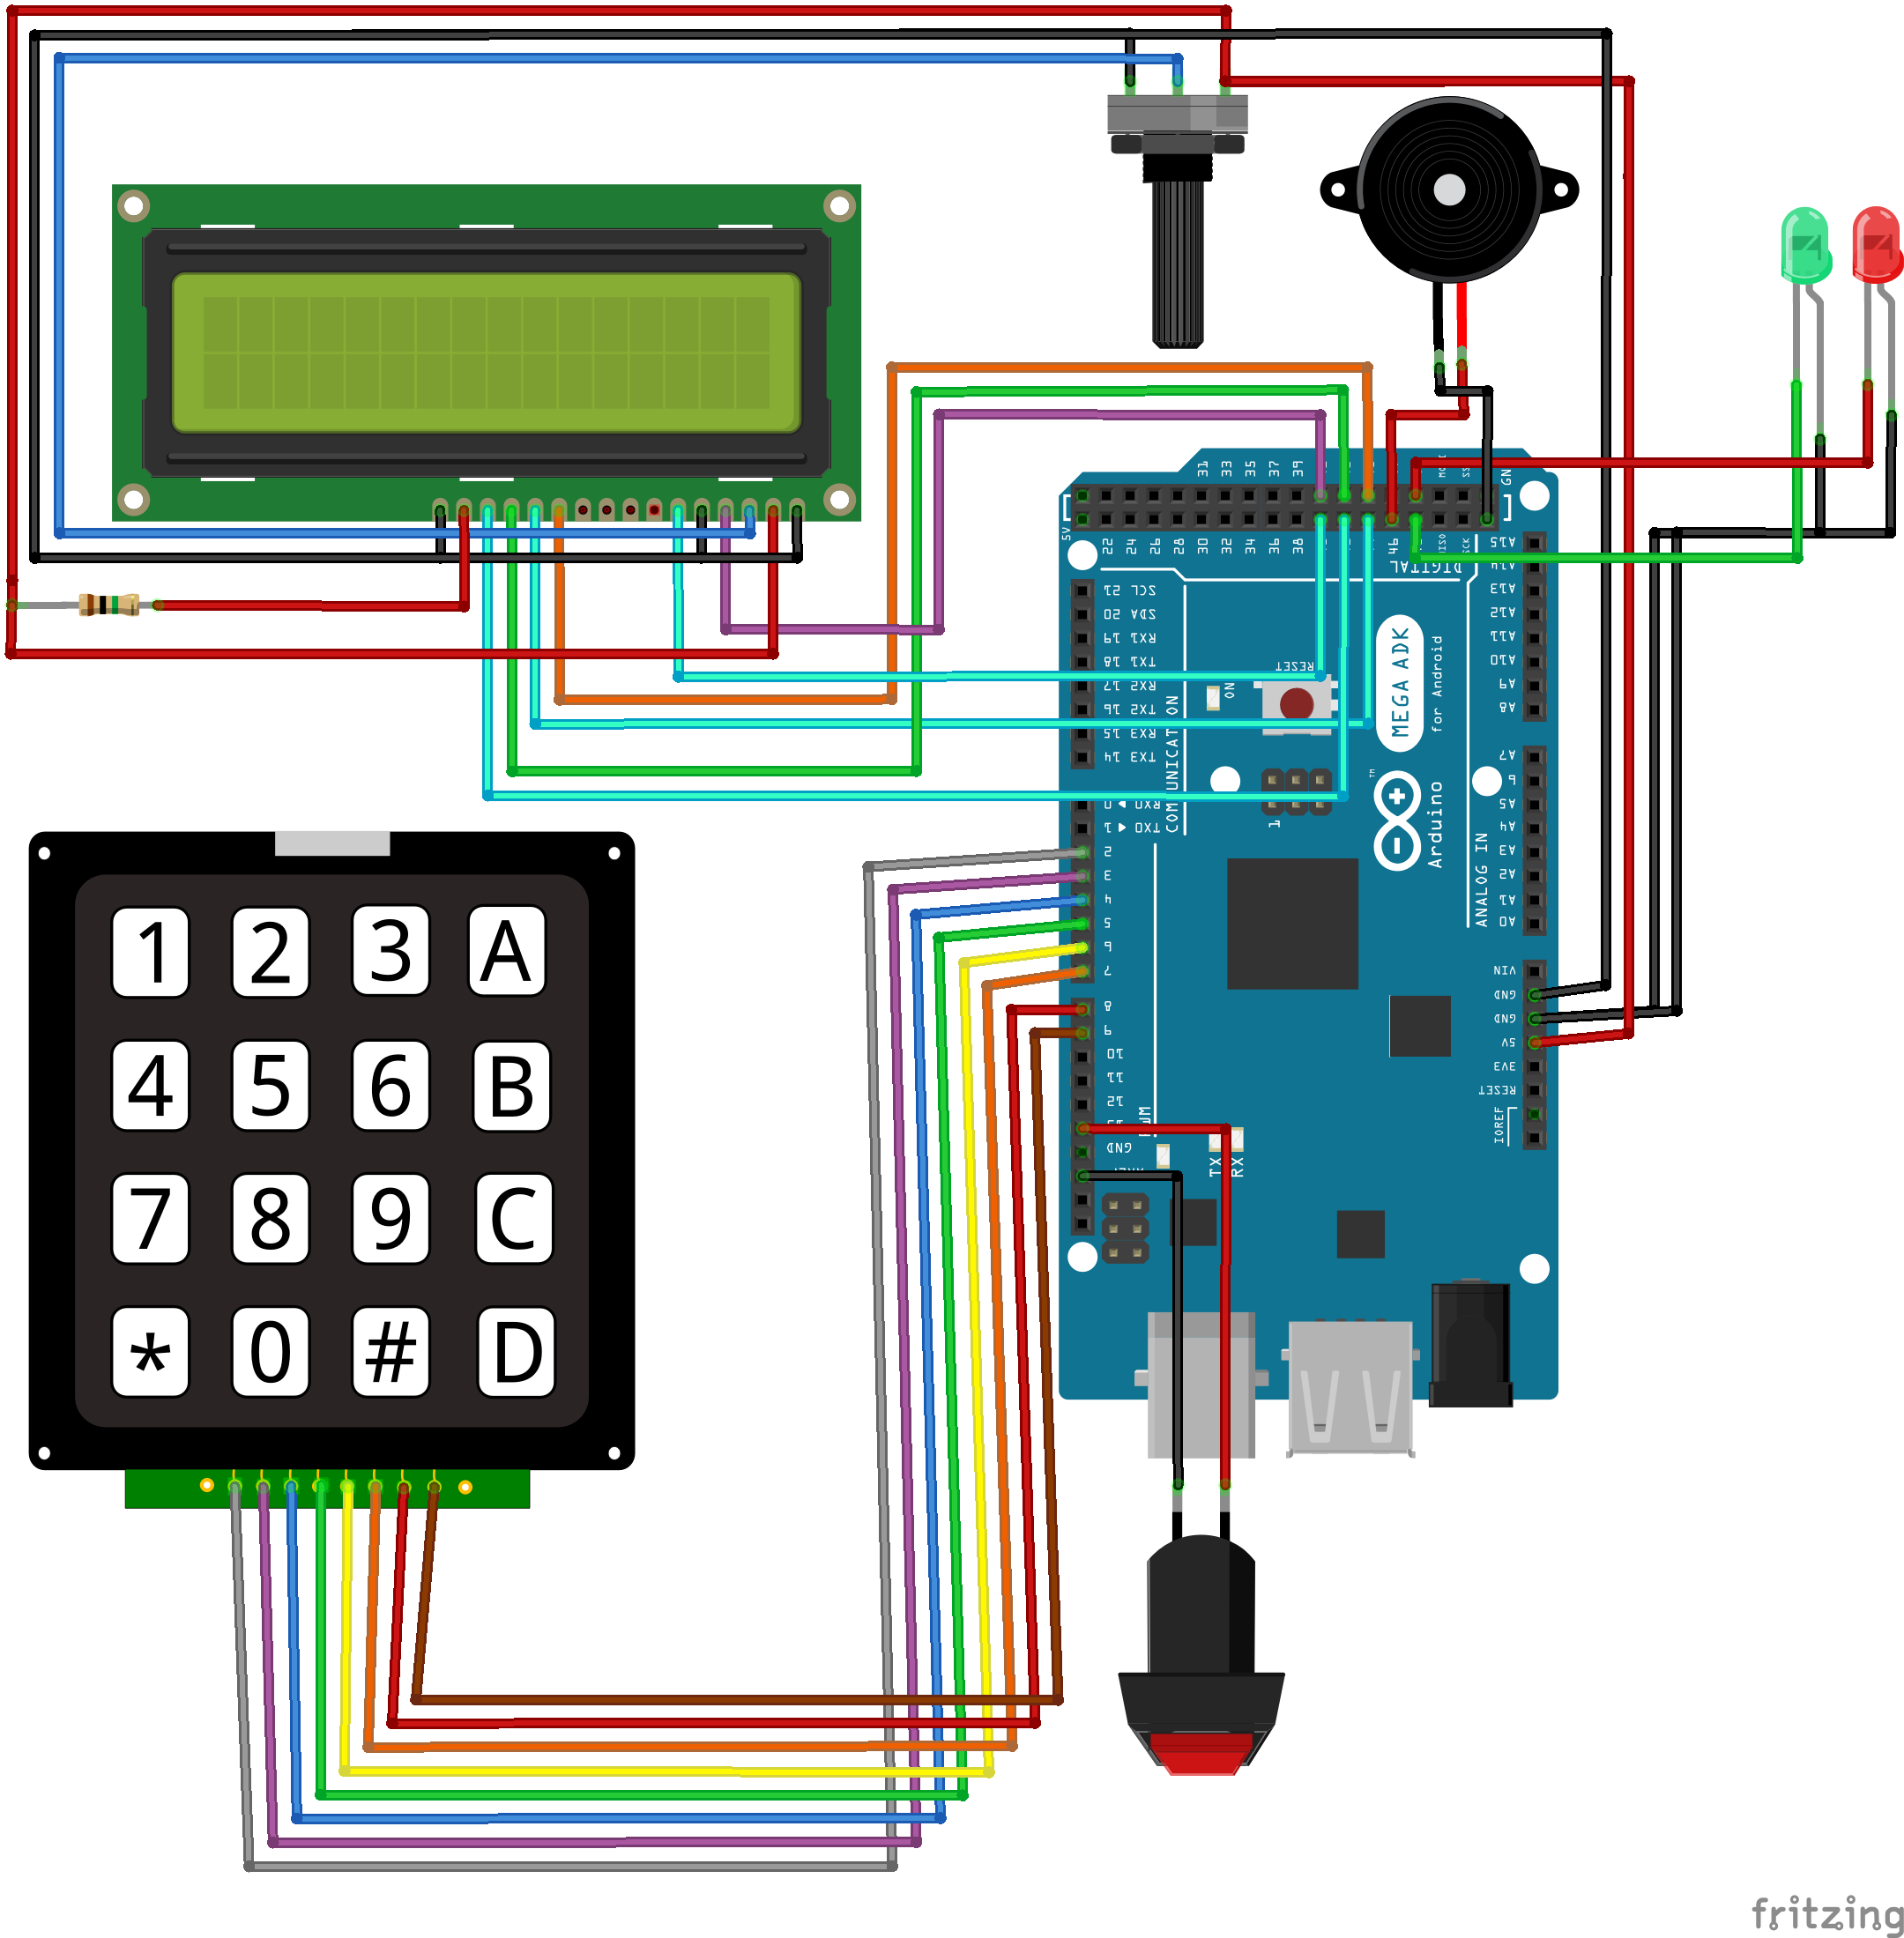 31 33 35 37 39
GND
5V
22 24 26 28 30 32 34 36 38 46
DIGITAL
A15
A13
A12
A11
A10
A9
A8
SCL 21
SDA 20
RX1 19
TX1 18
RX2 17
TX2 16
RX3 15
TX3 14
RX0 0
TX0 1
COMMUNICATION
RESET
ON
MEGA ADK
for Android
TM
Arduino
1
A7
A5
A4
A3
A2
A1
A0
ANALOG IN
2
3
4
5
6
7
8
9
10
11
12
GND
PWM
TX
RX
VIN
GND
GND
5V
3V3
RESET
IOREF
1 2 3 A
4 5 6 B
7 8 9 C
* 0 # D
fritzing